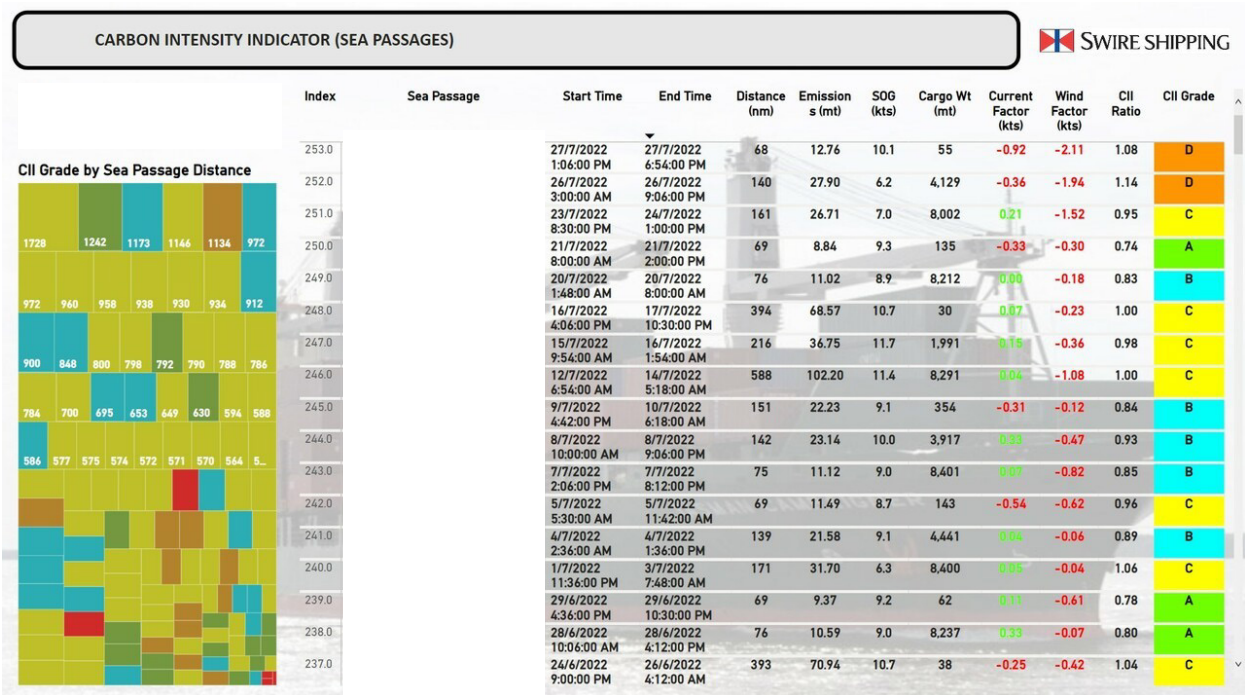 CARBON INTENSITY INDICATOR (SEA PASSAGES)
SWIRE SHIPPING
Index Sea Passage Start Time End Time Distance (nm) Emissions (mt) SOG (kts) Cargo Wt (mt) Current Factor (kts) Wind Factor (kts) CII Ratio CII Grade
253.0 27/7/2022 1:06:00 PM 27/7/2022 6:54:00 PM 68 12.76 10.1 55 -0.92 -2.11 1.08 D
252.0 26/7/2022 3:00:00 AM 26/7/2022 9:06:00 PM 140 27.90 6.2 4,129 -0.36 -1.94 1.14 D
251.0 23/7/2022 8:30:00 PM 24/7/2022 1:00:00 PM 161 26.71 7.0 8,002 0.21 -1.52 0.95 C
250.0 21/7/2022 8:00:00 AM 21/7/2022 2:00:00 PM 69 8.84 9.3 135 -0.33 -0.30 0.74 A
249.0 20/7/2022 1:48:00 AM 20/7/2022 8:00:00 AM 76 11.02 8.9 8,212 0.00 -0.18 0.83 B
248.0 16/7/2022 4:06:00 PM 17/7/2022 10:30:00 PM 394 68.57 10.7 30 0.07 -0.23 1.00 C
247.0 15/7/2022 9:54:00 AM 16/7/2022 1:54:00 AM 216 36.75 11.7 1,991 0.15 -0.36 0.98 C
246.0 12/7/2022 6:54:00 AM 14/7/2022 5:18:00 AM 588 102.20 11.4 8,291 0.04 -1.08 1.00 C
245.0 9/7/2022 4:42:00 PM 10/7/2022 6:18:00 AM 151 22.23 9.1 354 -0.31 -0.12 0.84 B
244.0 8/7/2022 10:00:00 AM 8/7/2022 9:06:00 PM 142 23.14 10.0 3,917 0.33 -0.47 0.93 B
243.0 7/7/2022 2:06:00 PM 7/7/2022 8:12:00 PM 75 11.12 9.0 8,401 0.07 -0.82 0.85 B
242.0 5/7/2022 5:30:00 AM 5/7/2022 11:42:00 AM 69 11.49 8.7 143 -0.54 -0.62 0.96 C
241.0 4/7/2022 2:36:00 AM 4/7/2022 1:36:00 PM 139 21.58 9.1 4,441 0.04 -0.06 0.89 B
240.0 1/7/2022 11:36:00 PM 3/7/2022 7:48:00 AM 171 31.70 6.3 8,400 0.05 -0.04 1.06 C
239.0 29/6/2022 4:36:00 PM 29/6/2022 10:30:00 PM 69 9.37 9.2 62 0.11 -0.61 0.78 A
238.0 28/6/2022 10:06:00 AM 28/6/2022 4:12:00 PM 76 10.59 9.0 8,237 0.33 -0.07 0.80 A
237.0 24/6/2022 9:00:00 PM 26/6/2022 4:12:00 AM 393 70.94 10.7 38 -0.25 -0.42 1.04 C
CII Grade by Sea Passage Distance
1728 1242 1173 1146 1134 972
972 960 958 938 930 934 912
900 848 800 798 792 790 788 786
784 700 695 653 649 630 594 588
586 577 575 574 572 571 570 564 5...